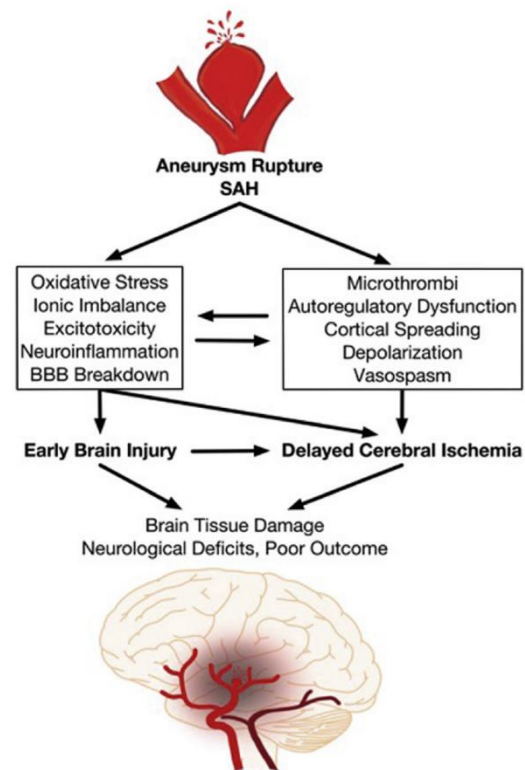 Aneurysm Rupture
SAH
Oxidative Stress
Ionic Imbalance
Excitotoxicity
Neuroinflammation
BBB Breakdown
Microthrombi
Autoregulatory Dysfunction
Cortical Spreading
Depolarization
Vasospasm
Early Brain Injury
Delayed Cerebral Ischemia
Brain Tissue Damage
Neurological Deficits, Poor Outcome